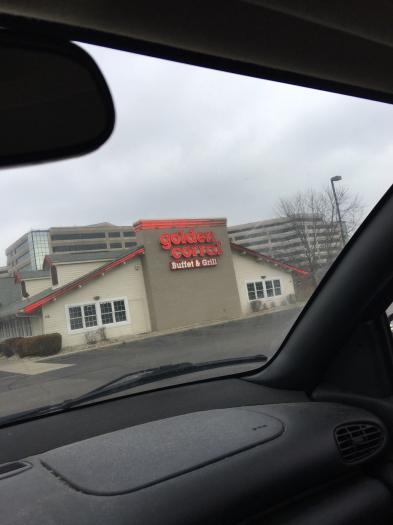 golden
corral
Buffet & Grill